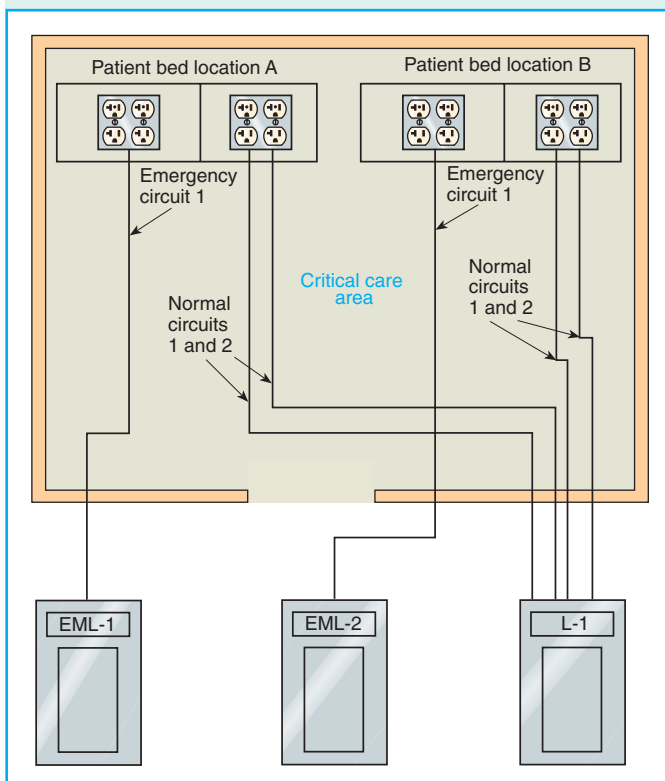 Patient bed location A
Patient bed location B
Emergency
circuit 1
Emergency
circuit 1
Critical care
area
Normal
circuits
1 and 2
Normal
circuits
1 and 2
EML-1
EML-2
L-1